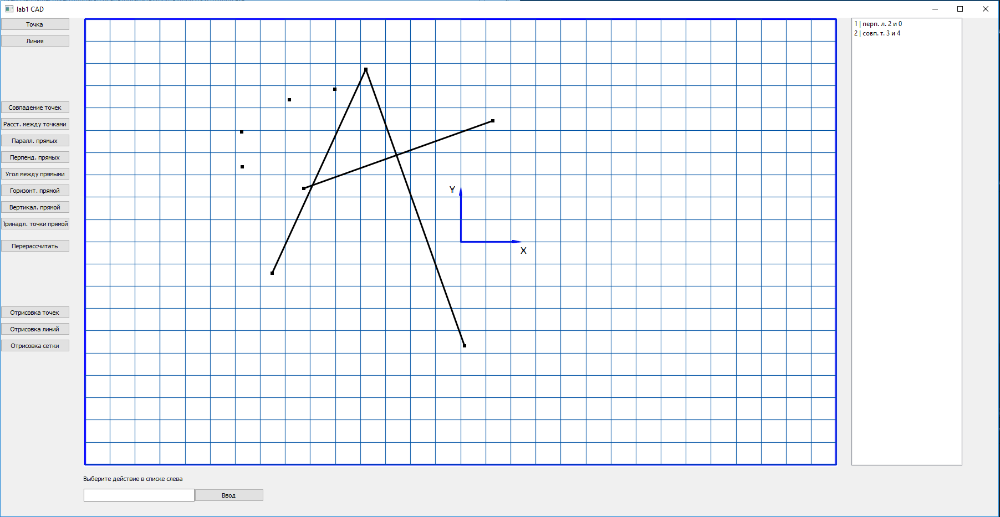 lab1 CAD
Точка
Линия
Совпадение точек
Расст. между точками
Паралл. прямых
Перпенд. прямых
Угол между прямыми
Горизонт. прямой
Вертикал. прямой
Принадл. точки прямой
Перерассчитать
Отрисовка точек
Отрисовка линий
Отрисовка сетки
Y
X
1 | перп. л. 2 и 0
2 | совп. т. 3 и 4
Выберите действие в списке слева
Ввод